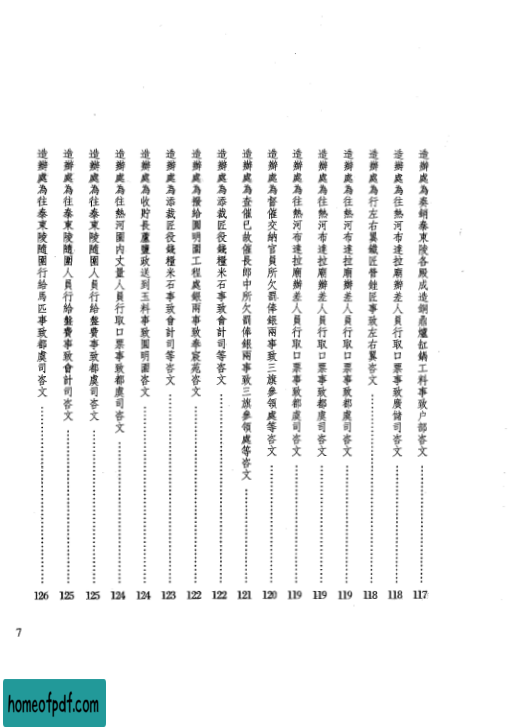 造辦處為奏銷泰東陵各殿成造銅鼎爐缸鍋工料事致户部咨文 117
造辦處為往熱河布達拉廟辦差人員行取口票事致廣儲司咨文 118
造辦處為行左右翼鐵匠骨鎚匠事致左右翼咨文 118
造辦處為往熱河布達拉廟辦差人員行取口票事致都虞司咨文 119
造辦處為往熱河布達拉廟辦差人員行取口票事致都虞司咨文 119
造辦處為往熱河布達拉廟辦差人員行取口票事致都虞司咨文 119
造辦處為督催交納官員所欠罰俸銀兩事致三旗參領處等咨文 120
造辦處為查催已故催長郎中所欠罰俸銀兩事致三旗參領處等咨文 121
造辦處為添裁匠役錢糧米石事致會計司等咨文 122
造辦處為撥給圓明園工程處銀兩事致奉宸苑咨文 122
造辦處為添裁匠役錢糧米石事致會計司等咨文 123
造辦處為收貯長蘆鹽政送到玉料事致圓明園咨文 124
造辦處為往熱河園內丈量人員行取口票事致都虞司咨文 124
造辦處為往泰東陵隨圍人員行給盤費事致都虞司咨文 125
造辦處為往泰東陵隨圍人員行給盤費事致會計司咨文 125
造辦處為往泰東陵隨圍行給馬匹事致都虞司咨文 126
7
homeofpdf.com